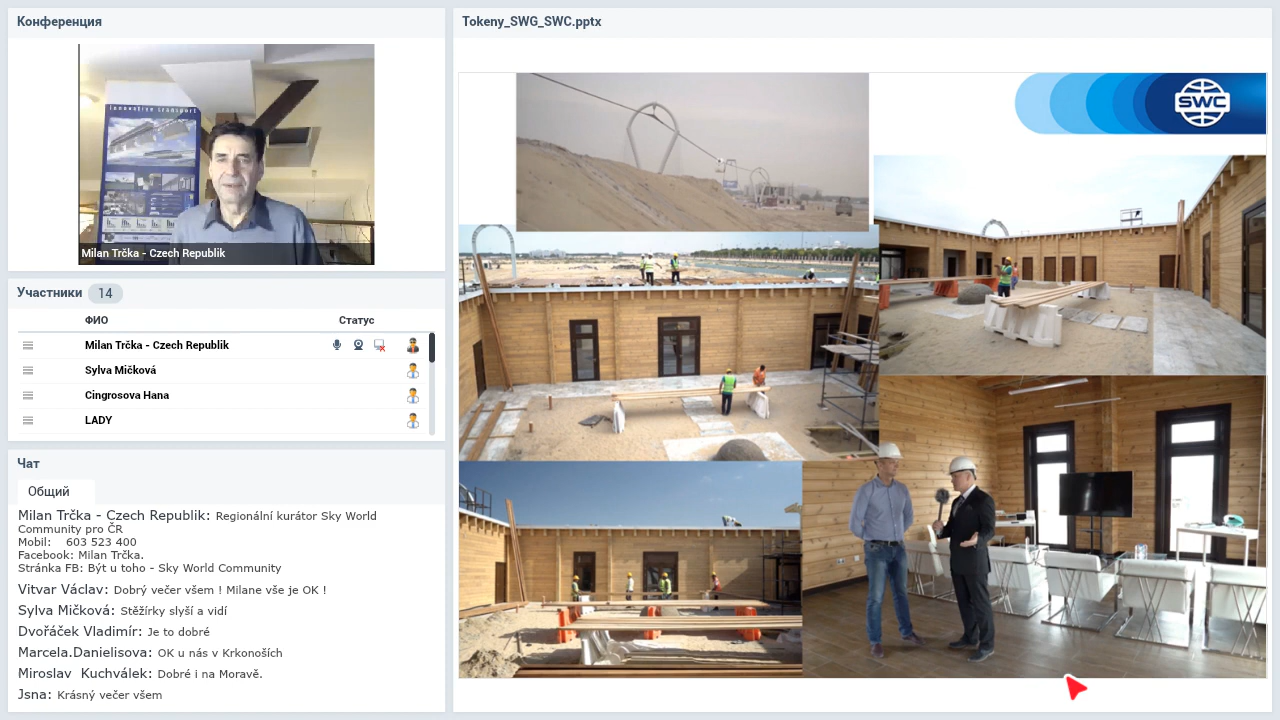 Конференция
Innovative transport
Milan Trčka - Czech Republik
Участники 14
ФИО Статус
Milan Trčka - Czech Republik
Sylva Mičková
Cingrosova Hana
LADY
Чат
Общий
Milan Trčka - Czech Republik: Regionální kurátor Sky World
Community pro ČR
Mobil: 603 523 400
Facebook: Milan Trčka.
Stránka FB: Být u toho - Sky World Community
Vitvar Václav: Dobrý večer všem ! Milane vše je OK !
Sylva Mičková: Stěžírky slyší a vidí
Dvořáček Vladimír: Je to dobré
Marcela.Danielisova: OK u nás v Krkonoších
Miroslav Kuchválek: Dobré i na Moravě.
Jsna: Krásný večer všem
Tokeny_SWG_SWC.pptx
SWC